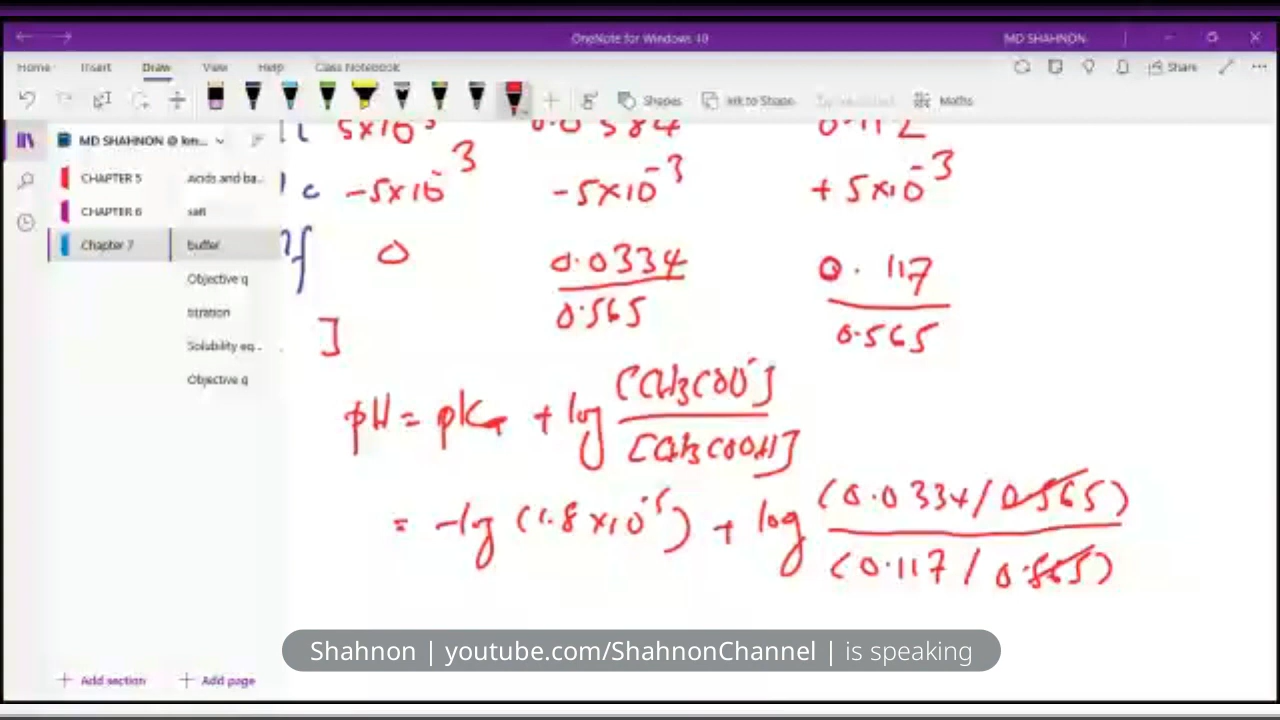 OneNote for Windows 10
MD SHAHNON
Home Insert Draw View Help Class Notebook
Share
Shapes Ink to Shape Maths
MD SHAHNON @ km...
CHAPTER 5 Acids and ba...
CHAPTER 6 salt
Chapter 7 buffer
Objective q
titration
Solubility eq...
Objective q
5×10 0.0384 0.112
c -5×10⁻³ -5×10⁻³ +5×10⁻³
f 0 0.0334/0.565 0.117/0.565
]
pH = pKa + log [CH3COO⁻]/[CH3COOH]
= -lg (1.8×10⁻⁵) + log (0.0334/0.565)/(0.117/0.565)
Shahnon | youtube.com/ShahnonChannel | is speaking
+ Add section + Add page